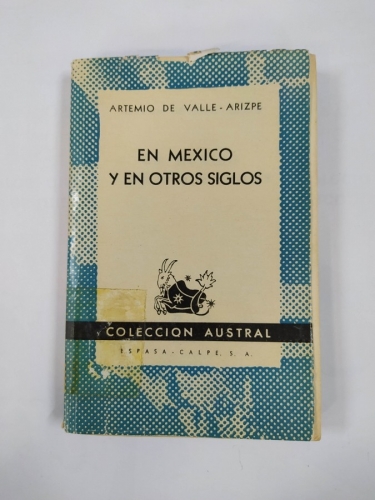 ARTEMIO DE VALLE-ARIZPE
EN MEXICO
Y EN OTROS SIGLOS
COLECCION AUSTRAL
ESPASA-CALPE, S. A.